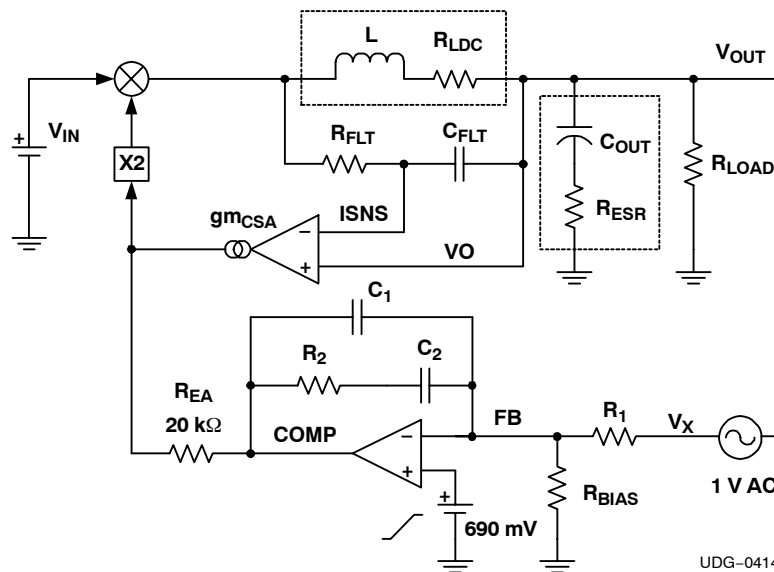 L
R_LDC
V_OUT
V_IN
R_FLT
C_FLT
C_OUT
R_LOAD
X2
gm_CSA
ISNS
R_ESR
VO
C_1
R_2
C_2
R_EA
20 kΩ
COMP
FB
R_1
V_X
R_BIAS
1 V AC
690 mV
UDG–0414